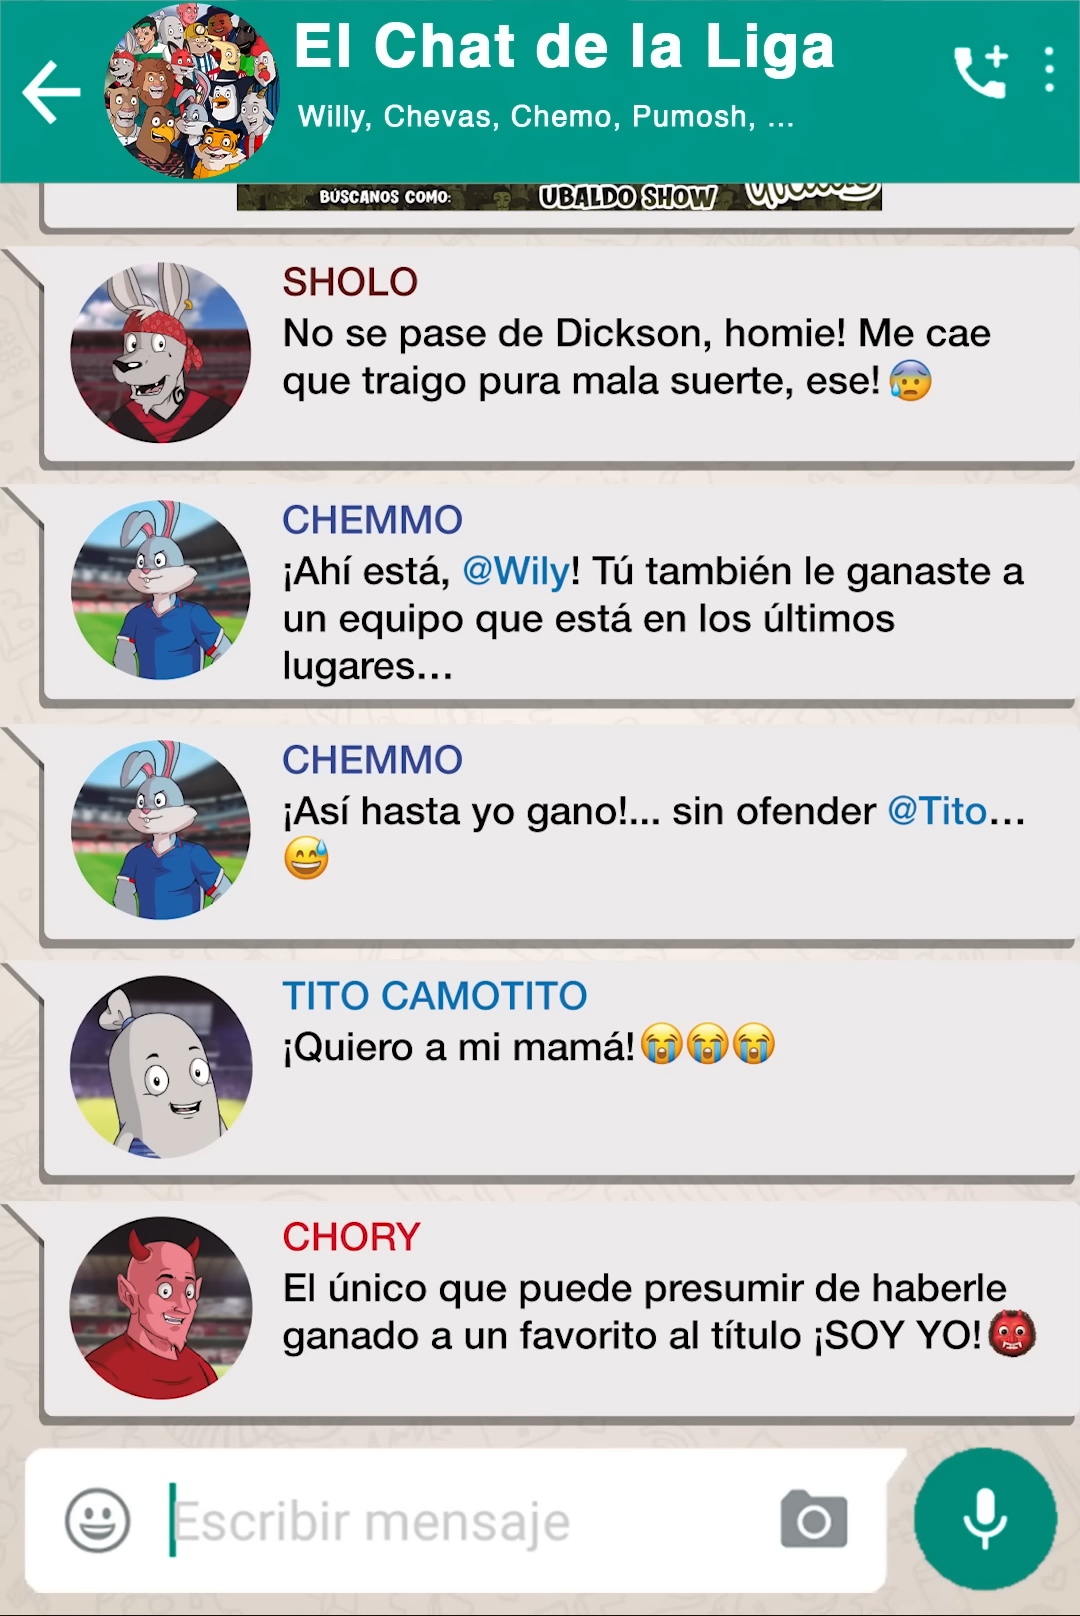 El Chat de la Liga
Willy, Chevas, Chemo, Pumosh, ...
BÚSCANOS COMO:
UBALDO SHOW
SHOLO
No se pase de Dickson, homie! Me cae
que traigo pura mala suerte, ese!😰
CHEMMO
¡Ahí está, @Wily! Tú también le ganaste a
un equipo que está en los últimos
lugares...
CHEMMO
¡Así hasta yo gano!... sin ofender @Tito...
😅
TITO CAMOTITO
¡Quiero a mi mamá!😭😭😭
CHORY
El único que puede presumir de haberle
ganado a un favorito al título ¡SOY YO!👹
Escribir mensaje